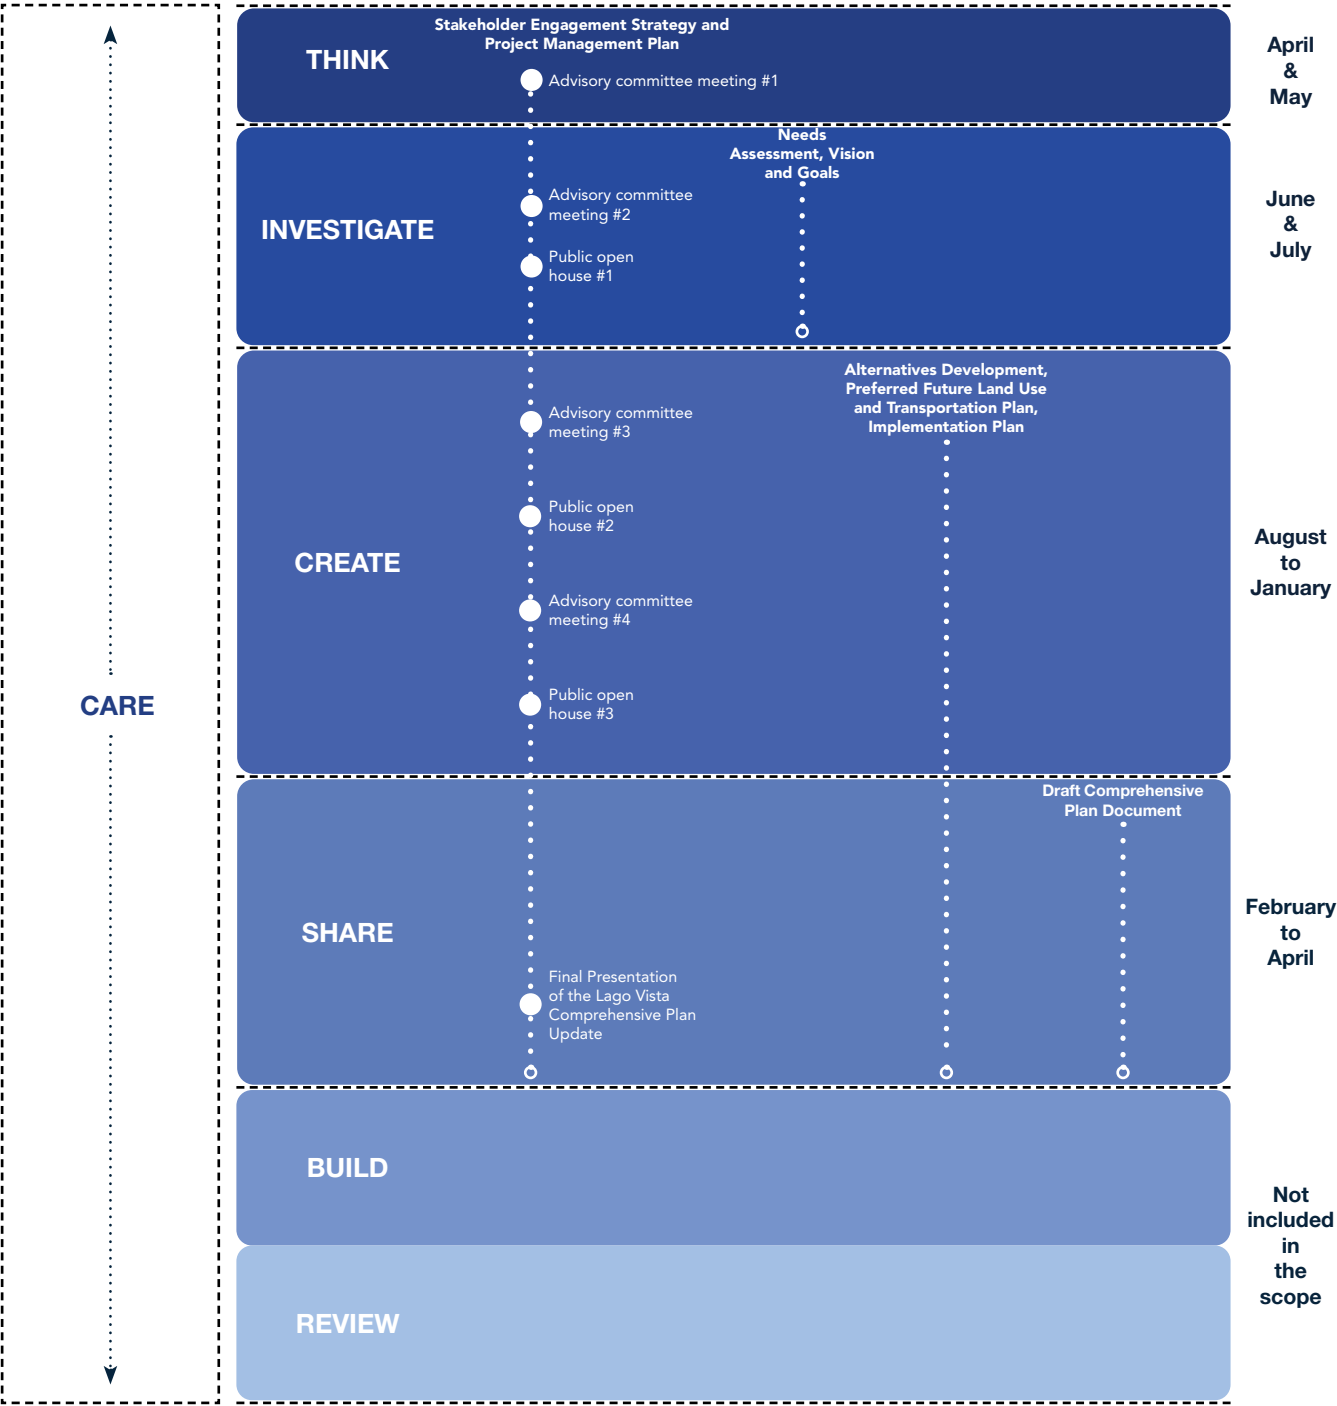 CARE
THINK
Stakeholder Engagement Strategy and
Project Management Plan
Advisory committee meeting #1
April
&
May
INVESTIGATE
Needs
Assessment, Vision
and Goals
Advisory committee
meeting #2
Public open
house #1
June
&
July
CREATE
Alternatives Development,
Preferred Future Land Use
and Transportation Plan,
Implementation Plan
Advisory committee
meeting #3
Public open
house #2
Advisory committee
meeting #4
Public open
house #3
August
to
January
SHARE
Draft Comprehensive
Plan Document
Final Presentation
of the Lago Vista
Comprehensive Plan
Update
February
to
April
BUILD
REVIEW
Not
included
in
the
scope